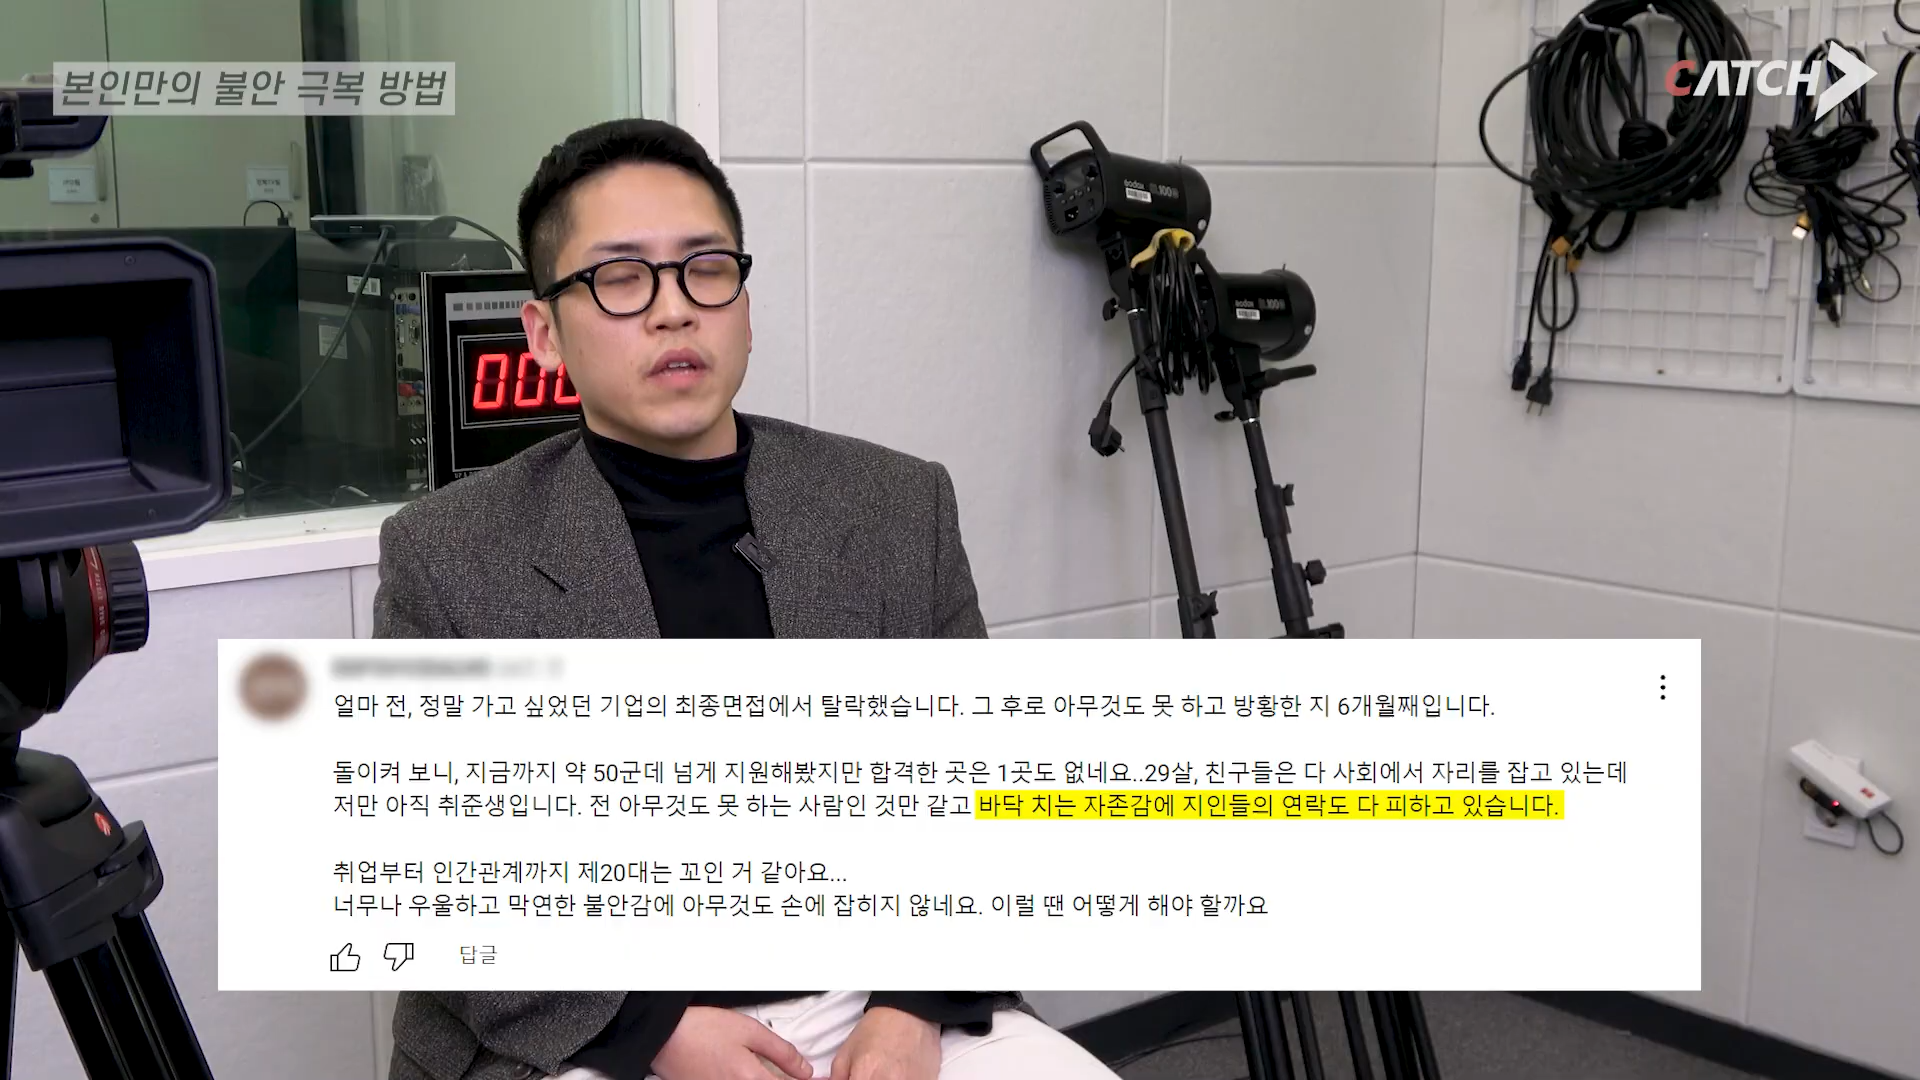 본인만의 불안 극복 방법
CATCH
godox SL100
godox SL100
000
얼마 전, 정말 가고 싶었던 기업의 최종면접에서 탈락했습니다. 그 후로 아무것도 못 하고 방황한 지 6개월째입니다.
돌이켜 보니, 지금까지 약 50군데 넘게 지원해봤지만 합격한 곳은 1곳도 없네요..29살, 친구들은 다 사회에서 자리를 잡고 있는데
저만 아직 취준생입니다. 전 아무것도 못 하는 사람인 것만 같고 바닥 치는 자존감에 지인들의 연락도 다 피하고 있습니다.
취업부터 인간관계까지 제20대는 꼬인 거 같아요...
너무나 우울하고 막연한 불안감에 아무것도 손에 잡히지 않네요. 이럴 땐 어떻게 해야 할까요
답글